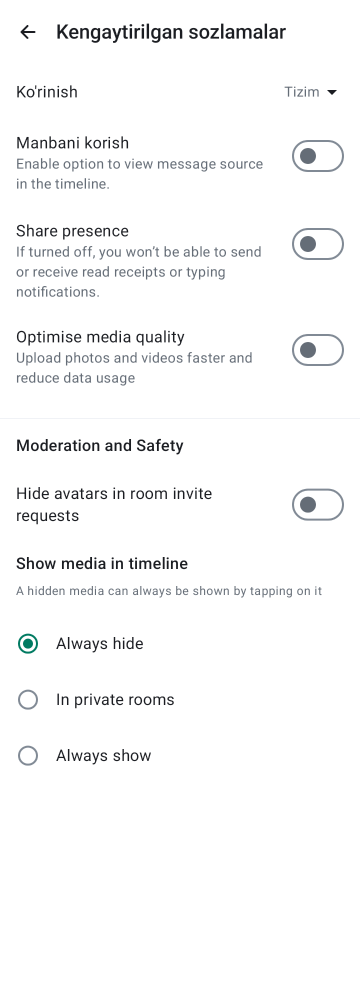 Kengaytirilgan sozlamalar
Ko'rinish
Tizim
Manbani korish
Enable option to view message source
in the timeline.
Share presence
If turned off, you won’t be able to send
or receive read receipts or typing
notifications.
Optimise media quality
Upload photos and videos faster and
reduce data usage
Moderation and Safety
Hide avatars in room invite
requests
Show media in timeline
A hidden media can always be shown by tapping on it
Always hide
In private rooms
Always show